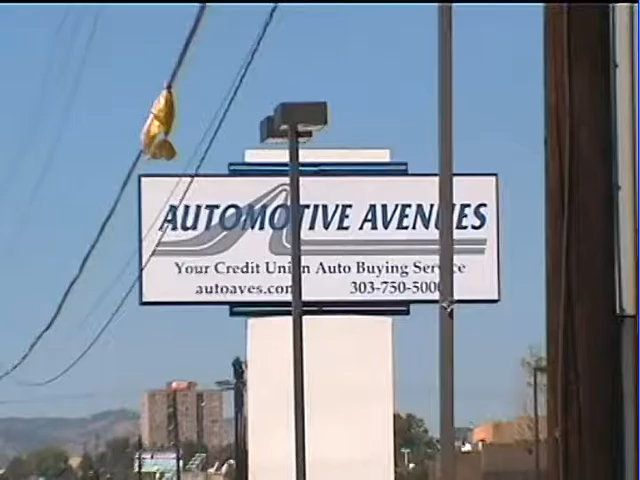 AUTOMOTIVE AVENUES
Your Credit Union Auto Buying Service
autoaves.com 303-750-5000